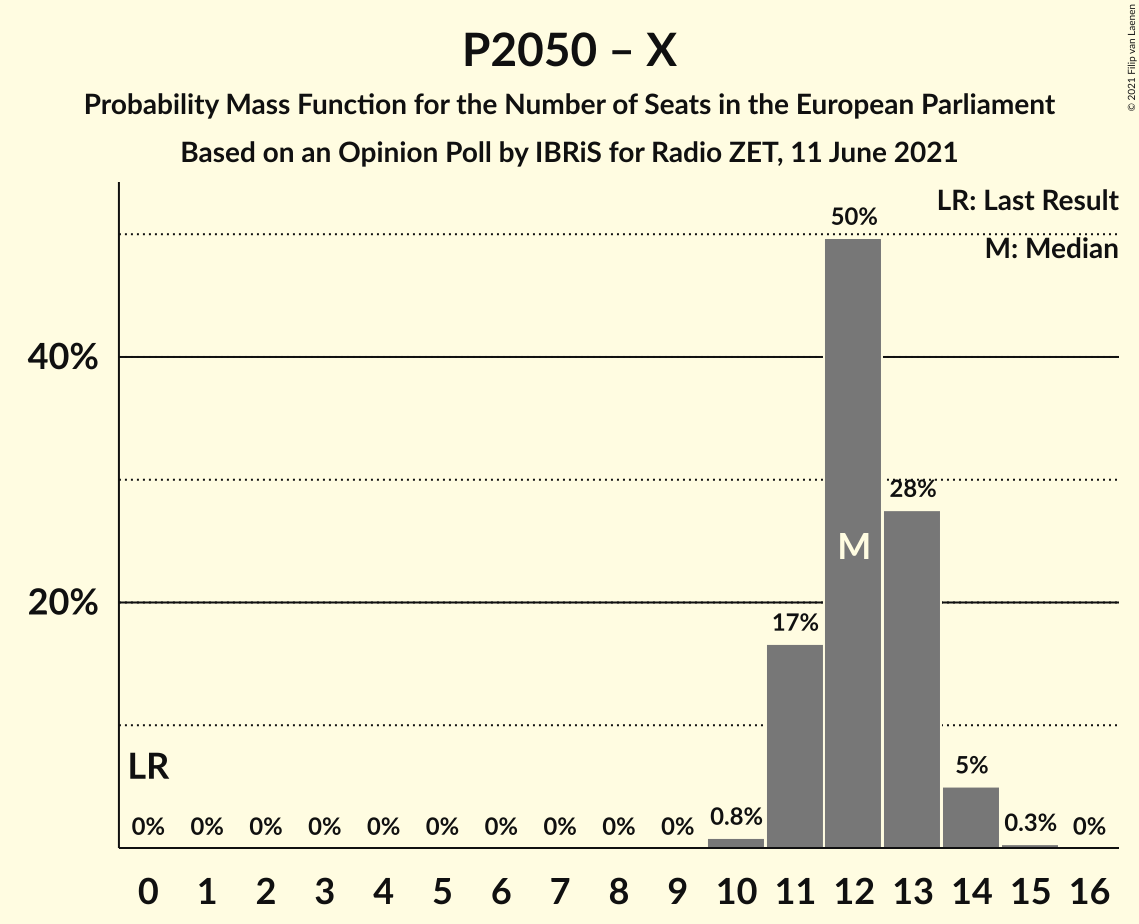 P2050 – X
Probability Mass Function for the Number of Seats in the European Parliament
Based on an Opinion Poll by IBRiS for Radio ZET, 11 June 2021
© 2021 Filip van Laenen
LR: Last Result
M: Median
40%
20%
LR
0% 0% 0% 0% 0% 0% 0% 0% 0% 0% 0.8% 17% 50% 28% 5% 0.3% 0%
M
0 1 2 3 4 5 6 7 8 9 10 11 12 13 14 15 16